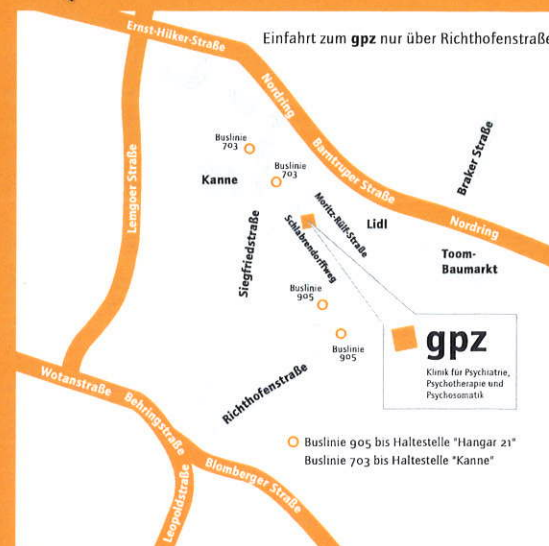 Einfahrt zum gpz nur über Richthofenstraße
Ernst-Hilker-Straße
Nordring
Barntruper Straße
Nordring
Braker Straße
Lemgoer Straße
Buslinie
703
Buslinie
703
Kanne
Siegfriedstraße
Moritz-Rülf-Straße
Schlabrendorffweg
Lidl
Toom-
Baumarkt
Buslinie
905
Buslinie
905
Richthofenstraße
gpz
Klinik für Psychiatrie,
Psychotherapie und
Psychosomatik
Wotanstraße
Behringstraße
Blomberger Straße
Leopoldstraße
Buslinie 905 bis Haltestelle "Hangar 21"
Buslinie 703 bis Haltestelle "Kanne"